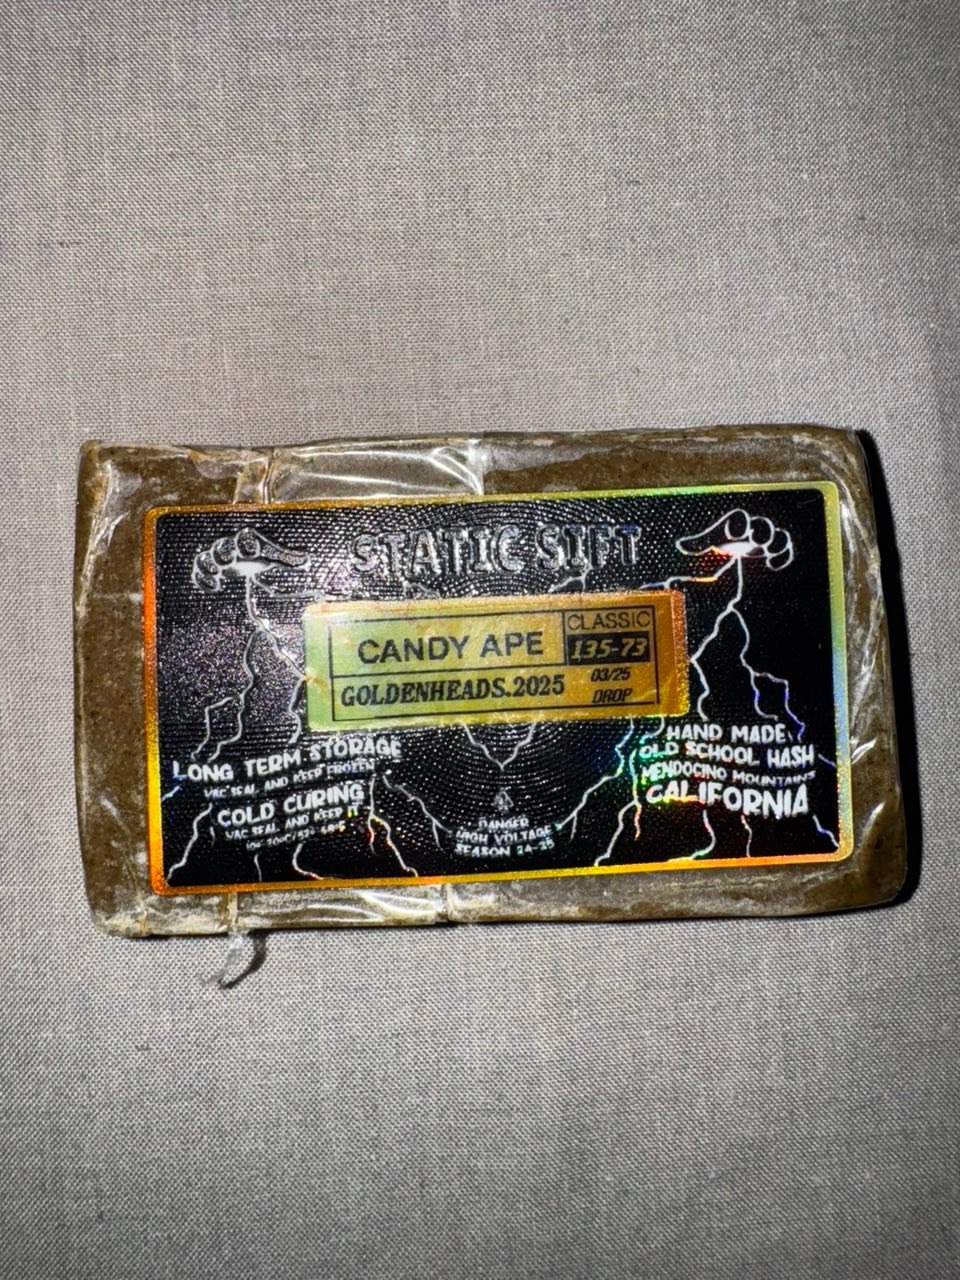 STATIC SIFT
CANDY APE
CLASSIC
135-73
GOLDENHEADS.2025
03/25
DROP
LONG TERM STORAGE
VAC SEAL AND KEEP FROZEN
COLD CURING
VAC SEAL AND KEEP IT
HAND MADE
OLD SCHOOL HASH
MENDOCINO MOUNTAINS
CALIFORNIA
DANGER
HIGH VOLTAGE
SEASON 24-25